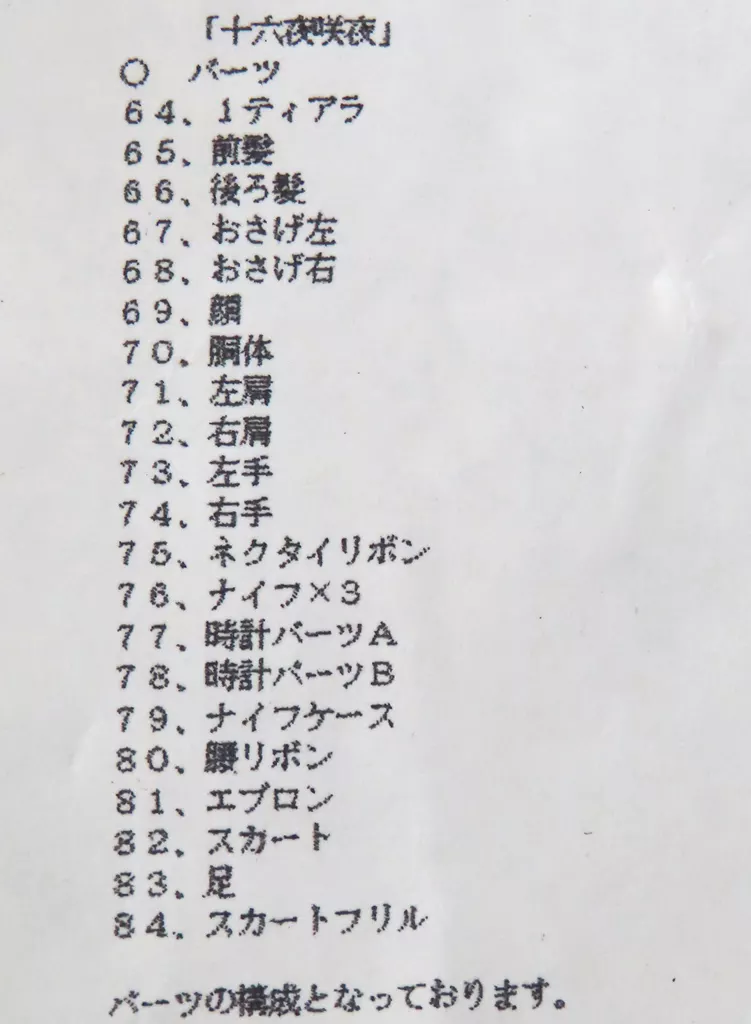 「十六夜咲夜」
○ パーツ
64、1ティアラ
65、前髪
66、後ろ髪
67、おさげ左
68、おさげ右
69、顔
70、胴体
71、左肩
72、右肩
73、左手
74、右手
75、ネクタイリボン
76、ナイフ×3
77、時計パーツA
78、時計パーツB
79、ナイフケース
80、腰リボン
81、エプロン
82、スカート
83、足
84、スカートフリル
パーツの構成となっております。